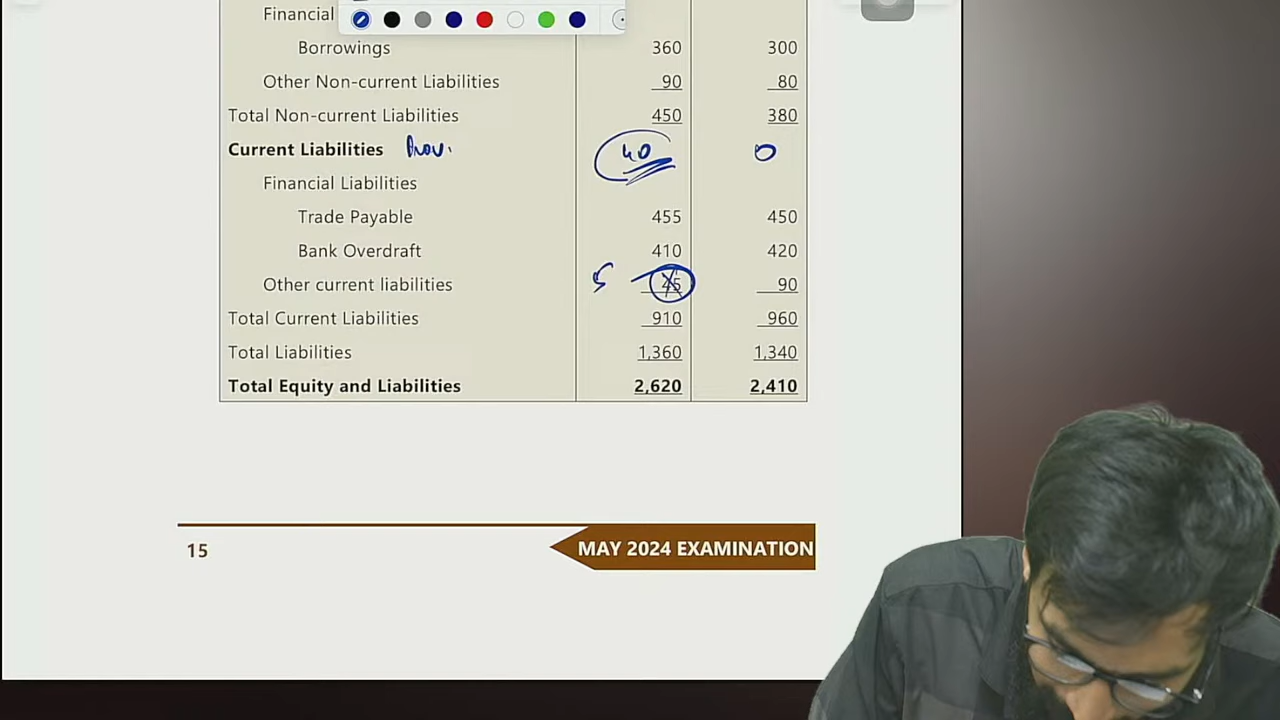 Financial
Borrowings 360 300
Other Non-current Liabilities 90 80
Total Non-current Liabilities 450 380
Current Liabilities Prov. 40 0
Financial Liabilities
Trade Payable 455 450
Bank Overdraft 410 420
Other current liabilities 5 45 90
Total Current Liabilities 910 960
Total Liabilities 1,360 1,340
Total Equity and Liabilities 2,620 2,410
15 MAY 2024 EXAMINATION